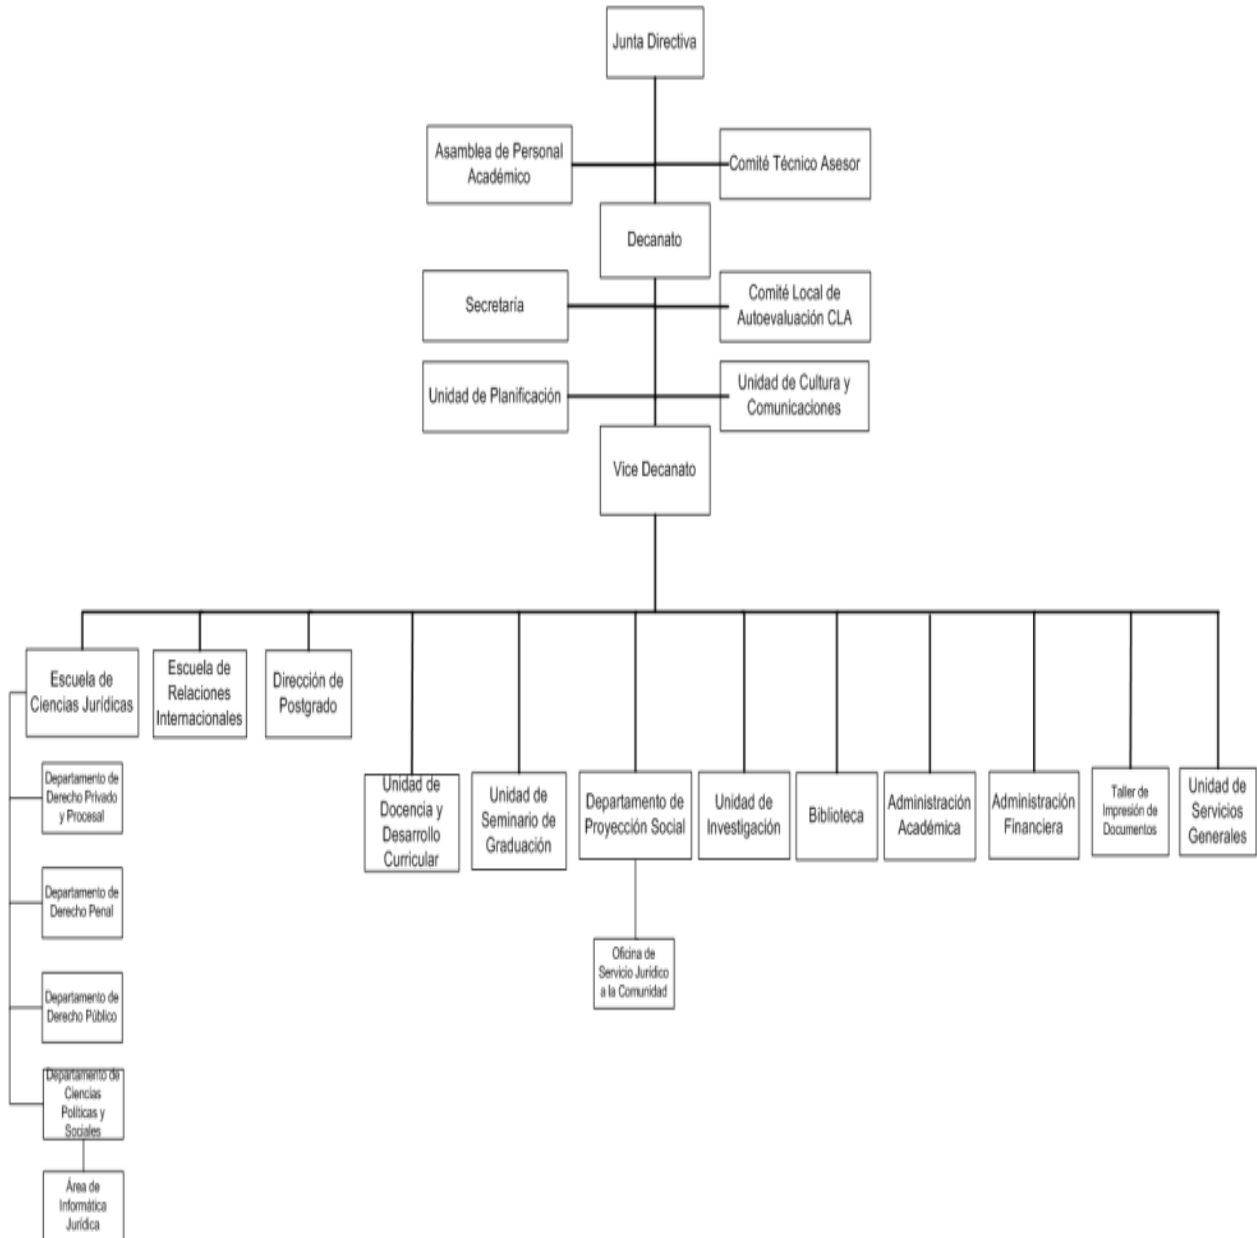 Junta Directiva
Asamblea de Personal
Académico
Comité Técnico Asesor
Decanato
Secretaría
Comité Local de
Autoevaluación CLA
Unidad de Planificación
Unidad de Cultura y
Comunicaciones
Vice Decanato
Escuela de
Ciencias Jurídicas
Escuela de
Relaciones
Internacionales
Dirección de
Postgrado
Unidad de
Docencia y
Desarrollo
Curricular
Unidad de
Seminario de
Graduación
Departamento de
Proyección Social
Unidad de
Investigación
Biblioteca
Administración
Académica
Administración
Financiera
Taller de
Impresión de
Documentos
Unidad de
Servicios
Generales
Departamento de
Derecho Privado
y Procesal
Departamento de
Derecho Penal
Departamento de
Derecho Público
Departamento de
Ciencias
Políticas y
Sociales
Área de
Informática
Jurídica
Oficina de
Servicio Jurídico
a la Comunidad